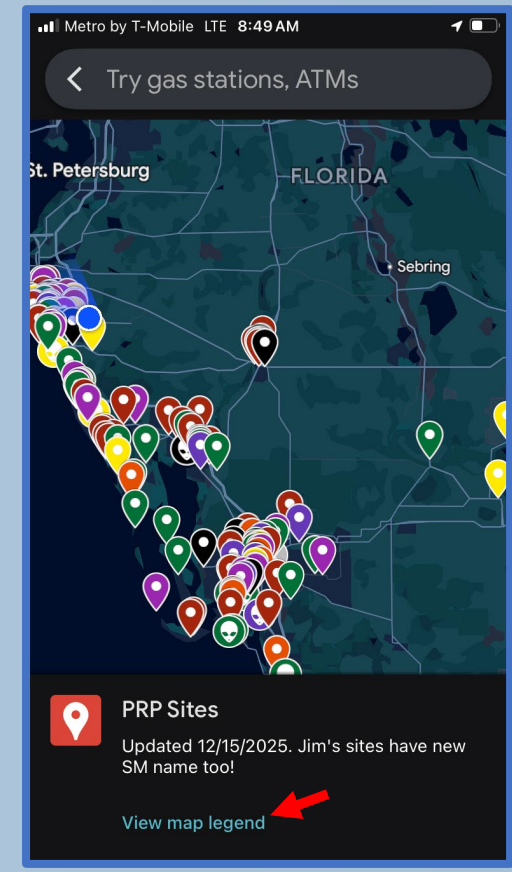 Metro by T-Mobile LTE 8:49 AM
Try gas stations, ATMs
St. Petersburg
FLORIDA
Sebring
PRP Sites
Updated 12/15/2025. Jim's sites have new
SM name too!
View map legend